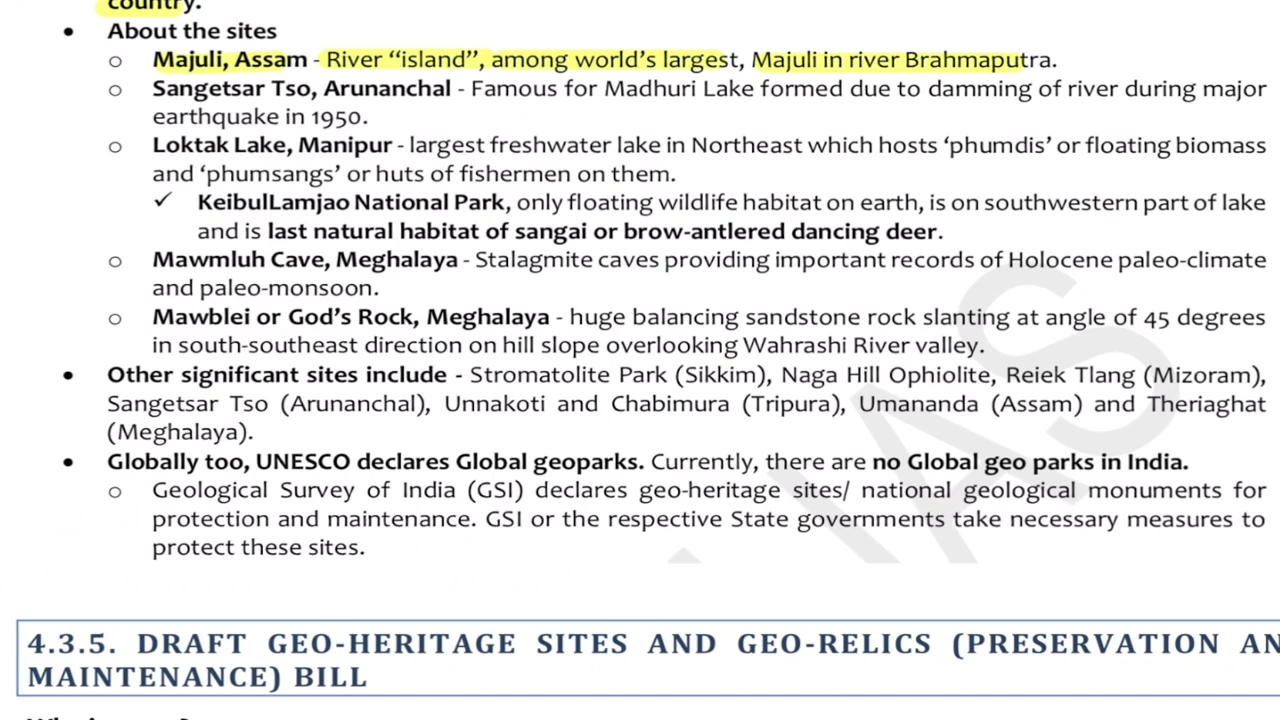 country.
• About the sites
o Majuli, Assam - River “island”, among world’s largest, Majuli in river Brahmaputra.
o Sangetsar Tso, Arunanchal - Famous for Madhuri Lake formed due to damming of river during major
earthquake in 1950.
o Loktak Lake, Manipur - largest freshwater lake in Northeast which hosts ‘phumdis’ or floating biomass
and ‘phumsangs’ or huts of fishermen on them.
✓ KeibulLamjao National Park, only floating wildlife habitat on earth, is on southwestern part of lake
and is last natural habitat of sangai or brow-antlered dancing deer.
o Mawmluh Cave, Meghalaya - Stalagmite caves providing important records of Holocene paleo-climate
and paleo-monsoon.
o Mawblei or God’s Rock, Meghalaya - huge balancing sandstone rock slanting at angle of 45 degrees
in south-southeast direction on hill slope overlooking Wahrashi River valley.
• Other significant sites include - Stromatolite Park (Sikkim), Naga Hill Ophiolite, Reiek Tlang (Mizoram),
Sangetsar Tso (Arunanchal), Unnakoti and Chabimura (Tripura), Umananda (Assam) and Theriaghat
(Meghalaya).
• Globally too, UNESCO declares Global geoparks. Currently, there are no Global geo parks in India.
o Geological Survey of India (GSI) declares geo-heritage sites/ national geological monuments for
protection and maintenance. GSI or the respective State governments take necessary measures to
protect these sites.
IAS
4.3.5. DRAFT GEO-HERITAGE SITES AND GEO-RELICS (PRESERVATION AN
MAINTENANCE) BILL